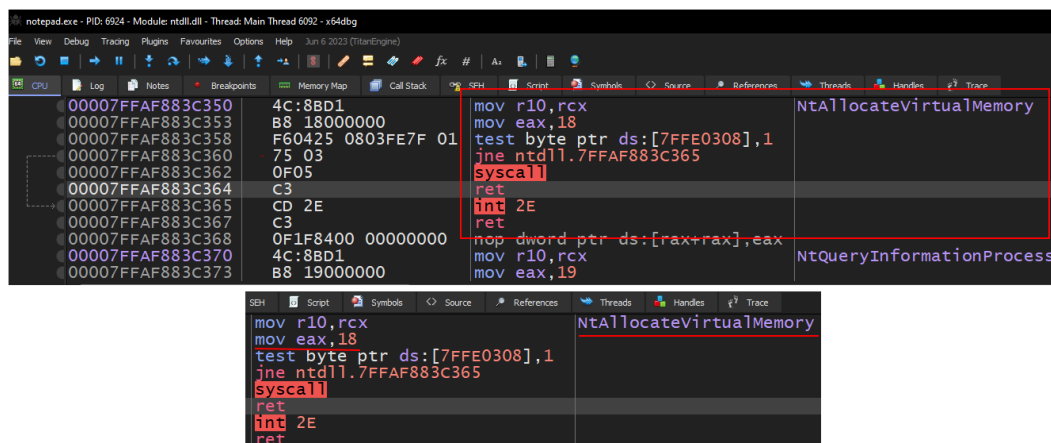 notepad.exe - PID: 6924 - Module: ntdll.dll - Thread: Main Thread 6092 - x64dbg
File View Debug Tracing Plugins Favourites Options Help Jun 6 2023 (TitanEngine)
CPU Log Notes Breakpoints Memory Map Call Stack SEH Script Symbols Source References Threads Handles Trace
00007FFAF883C350 4C:8BD1 mov r10,rcx NtAllocateVirtualMemory
00007FFAF883C353 B8 18000000 mov eax,18
00007FFAF883C358 F60425 0803FE7F 01 test byte ptr ds:[7FFE0308],1
00007FFAF883C360 75 03 jne ntdll.7FFAF883C365
00007FFAF883C362 0F05 syscall
00007FFAF883C364 C3 ret
00007FFAF883C365 CD 2E int 2E
00007FFAF883C367 C3 ret
00007FFAF883C368 0F1F8400 00000000 nop dword ptr ds:[rax+rax],eax
00007FFAF883C370 4C:8BD1 mov r10,rcx NtQueryInformationProcess
00007FFAF883C373 B8 19000000 mov eax,19
SEH Script Symbols Source References Threads Handles Trace
mov r10,rcx NtAllocateVirtualMemory
mov eax,18
test byte ptr ds:[7FFE0308],1
jne ntdll.7FFAF883C365
syscall
ret
int 2E
ret